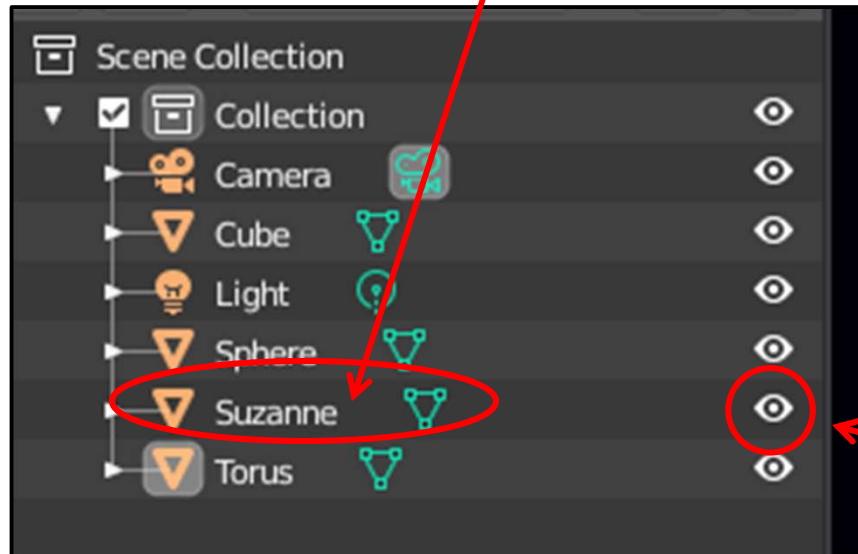 Scene Collection
Collection
Camera
Cube
Light
Sphere
Suzanne
Torus